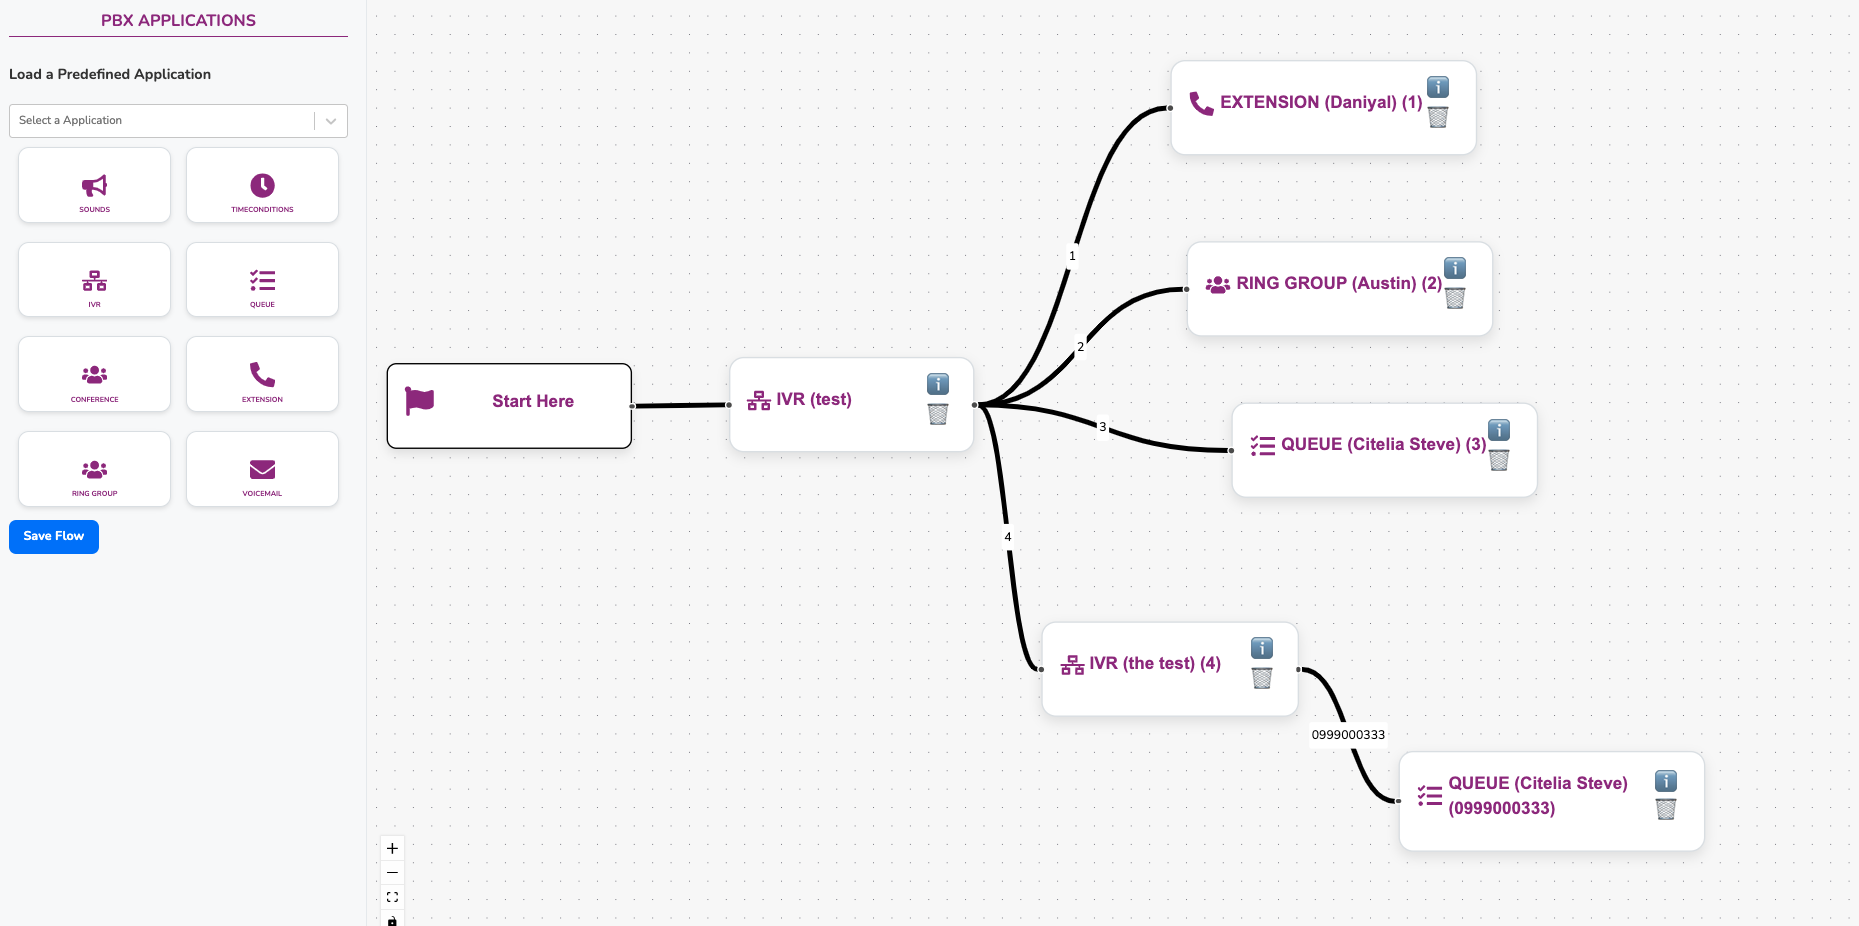 PBX APPLICATIONS
Load a Predefined Application
Select a Application
SOUNDS
TIMECONDITIONS
IVR
QUEUE
CONFERENCE
EXTENSION
RING GROUP
VOICEMAIL
Save Flow
Start Here
IVR (test)
1
2
3
4
EXTENSION (Daniyal) (1)
RING GROUP (Austin) (2)
QUEUE (Citelia Steve) (3)
IVR (the test) (4)
0999000333
QUEUE (Citelia Steve)
(0999000333)